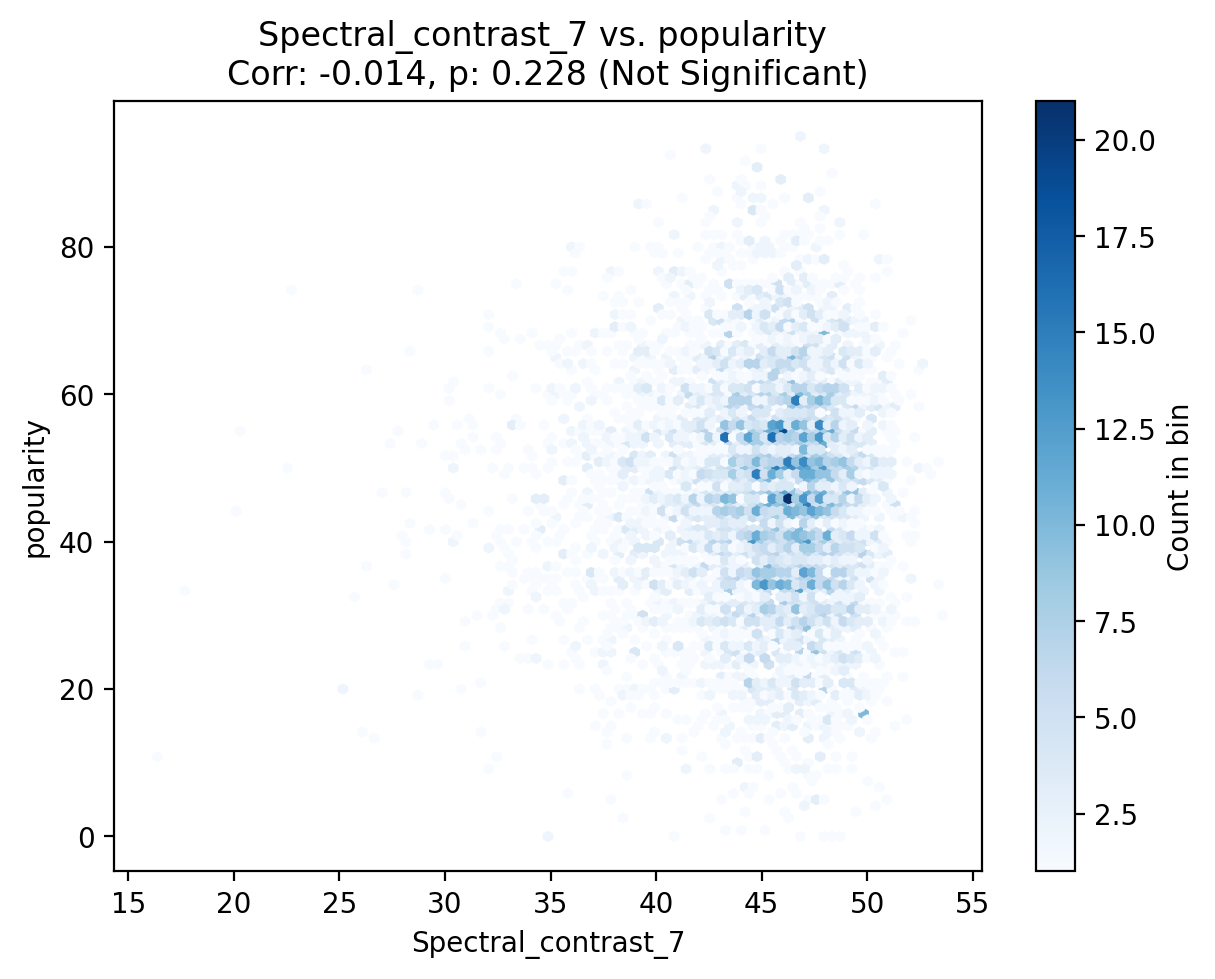 Spectral_contrast_7 vs. popularity
Corr: -0.014, p: 0.228 (Not Significant)
popularity
80
60
40
20
0
15 20 25 30 35 40 45 50 55
Spectral_contrast_7
20.0
17.5
15.0
12.5
10.0
7.5
5.0
2.5
Count in bin